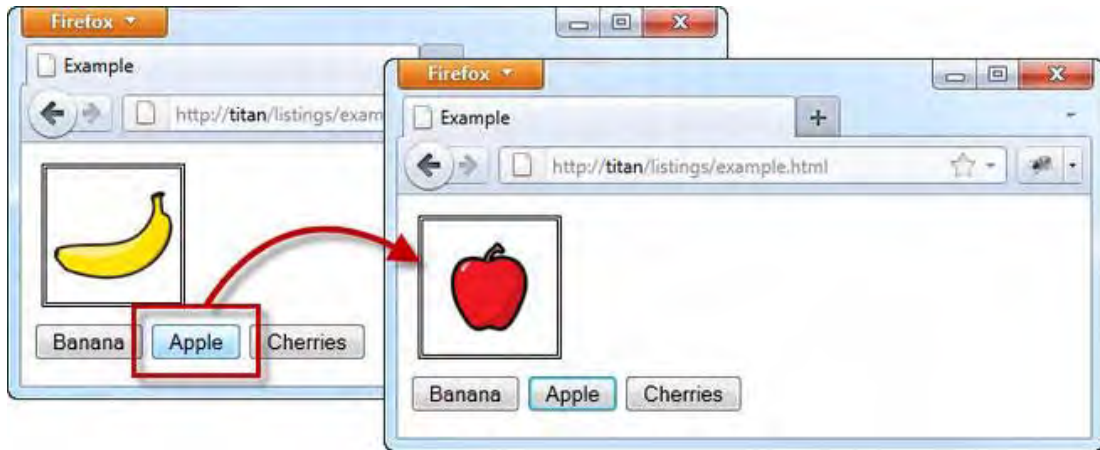 Firefox
Example
http://titan/listings/exam
Banana Apple Cherries
Firefox
Example
http://titan/listings/example.html
Banana Apple Cherries